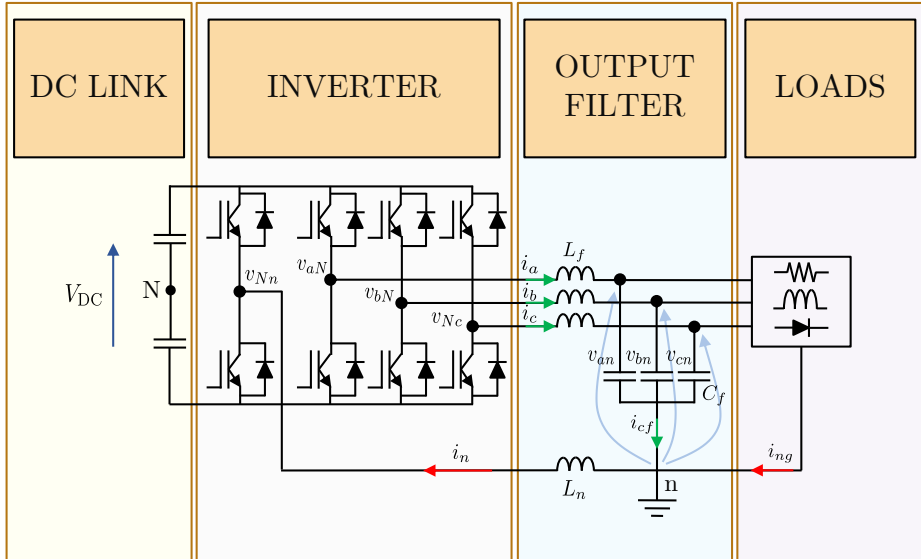 DC LINK
INVERTER
OUTPUT
FILTER
LOADS
V_DC
N
v_Nn
v_aN
v_bN
v_Nc
i_a
i_b
i_c
L_f
v_an
v_bn
v_cn
C_f
i_cf
i_n
L_n
n
i_ng